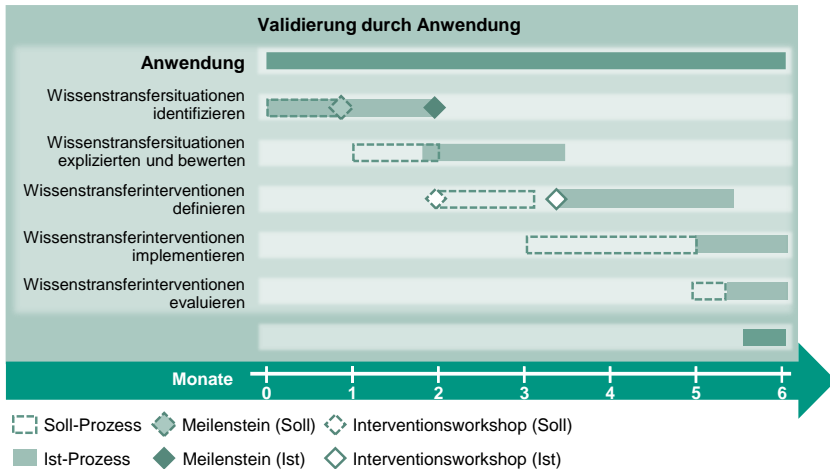 Validierung durch Anwendung
Anwendung
Wissenstransfersituationen
identifizieren
Wissenstransfersituationen
explizierten und bewerten
Wissenstransferinterventionen
definieren
Wissenstransferinterventionen
implementieren
Wissenstransferinterventionen
evaluieren
Monate 0 1 2 3 4 5 6
Soll-Prozess Meilenstein (Soll) Interventionsworkshop (Soll)
Ist-Prozess Meilenstein (Ist) Interventionsworkshop (Ist)